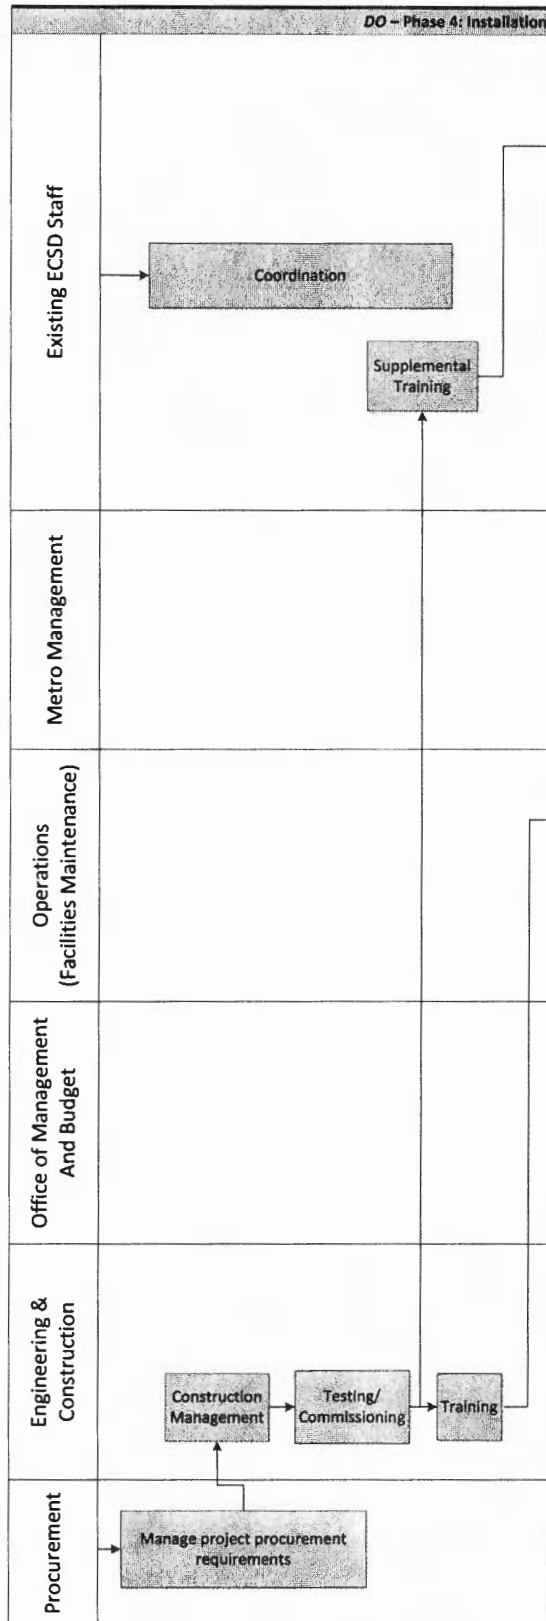 DO – Phase 4: Installation
Existing ECSD Staff
Coordination
Supplemental
Training
Metro Management
Operations
(Facilities Maintenance)
Office of Management
And Budget
Engineering &
Construction
Construction
Management
Testing/
Commissioning
Training
Procurement
Manage project procurement
requirements